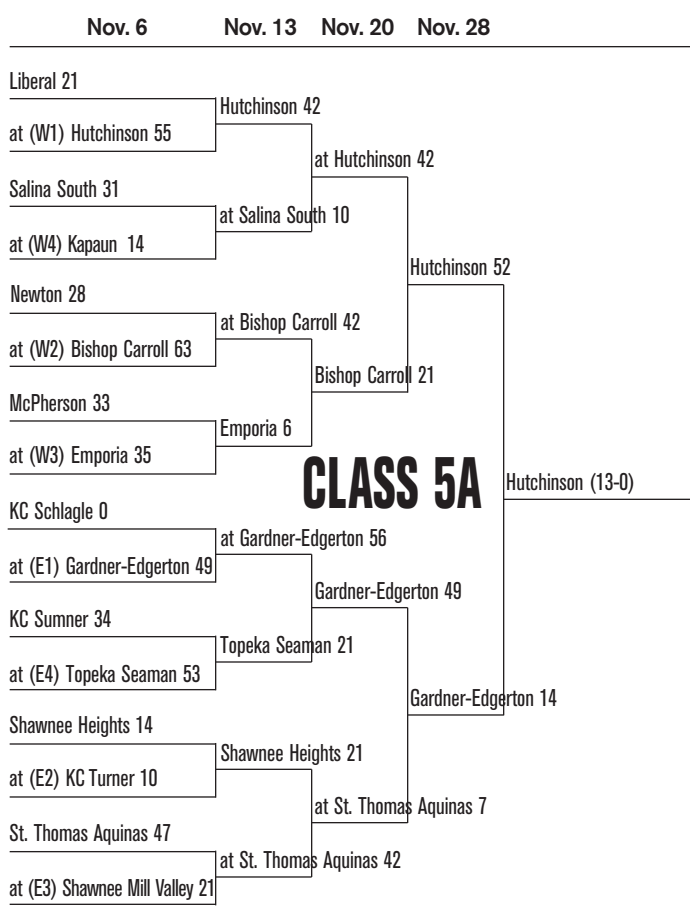 Nov. 6 Nov. 13 Nov. 20 Nov. 28
Liberal 21
at (W1) Hutchinson 55
Salina South 31
at (W4) Kapaun 14
Newton 28
at (W2) Bishop Carroll 63
McPherson 33
at (W3) Emporia 35
KC Schlagle 0
at (E1) Gardner-Edgerton 49
KC Sumner 34
at (E4) Topeka Seaman 53
Shawnee Heights 14
at (E2) KC Turner 10
St. Thomas Aquinas 47
at (E3) Shawnee Mill Valley 21
Hutchinson 42
at Salina South 10
at Bishop Carroll 42
Emporia 6
at Gardner-Edgerton 56
Topeka Seaman 21
Shawnee Heights 21
at St. Thomas Aquinas 42
at Hutchinson 42
Bishop Carroll 21
Gardner-Edgerton 49
at St. Thomas Aquinas 7
Hutchinson 52
Gardner-Edgerton 14
CLASS 5A
Hutchinson (13-0)